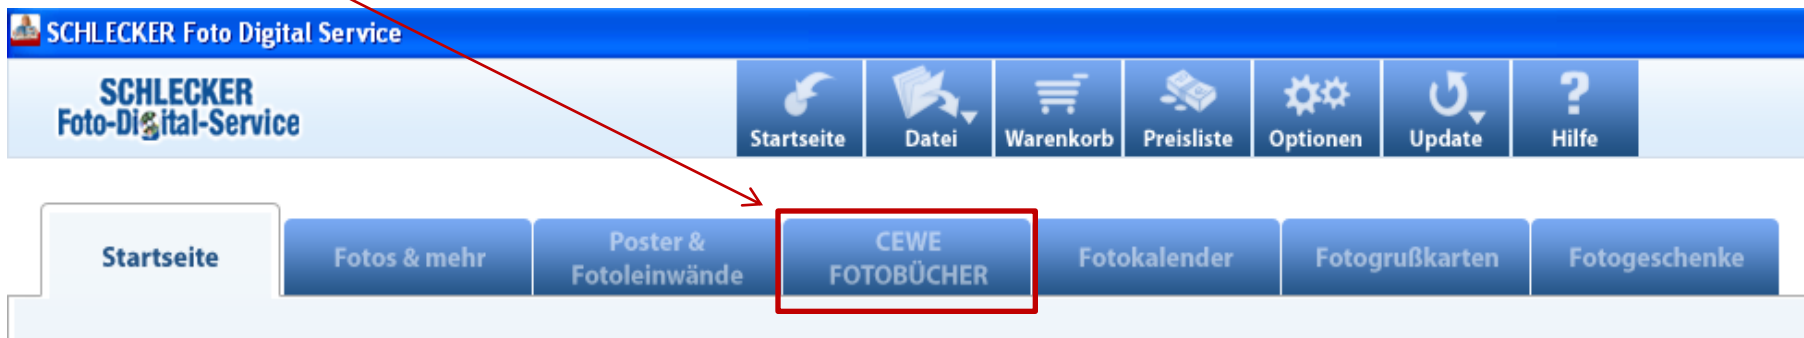 SCHLECKER Foto Digital Service
SCHLECKER
Foto-Digital-Service
Startseite
Datei
Warenkorb
Preisliste
Optionen
Update
Hilfe
Startseite
Fotos & mehr
Poster &
Fotoleinwände
CEWE
FOTOBÜCHER
Fotokalender
Fotogrußkarten
Fotogeschenke